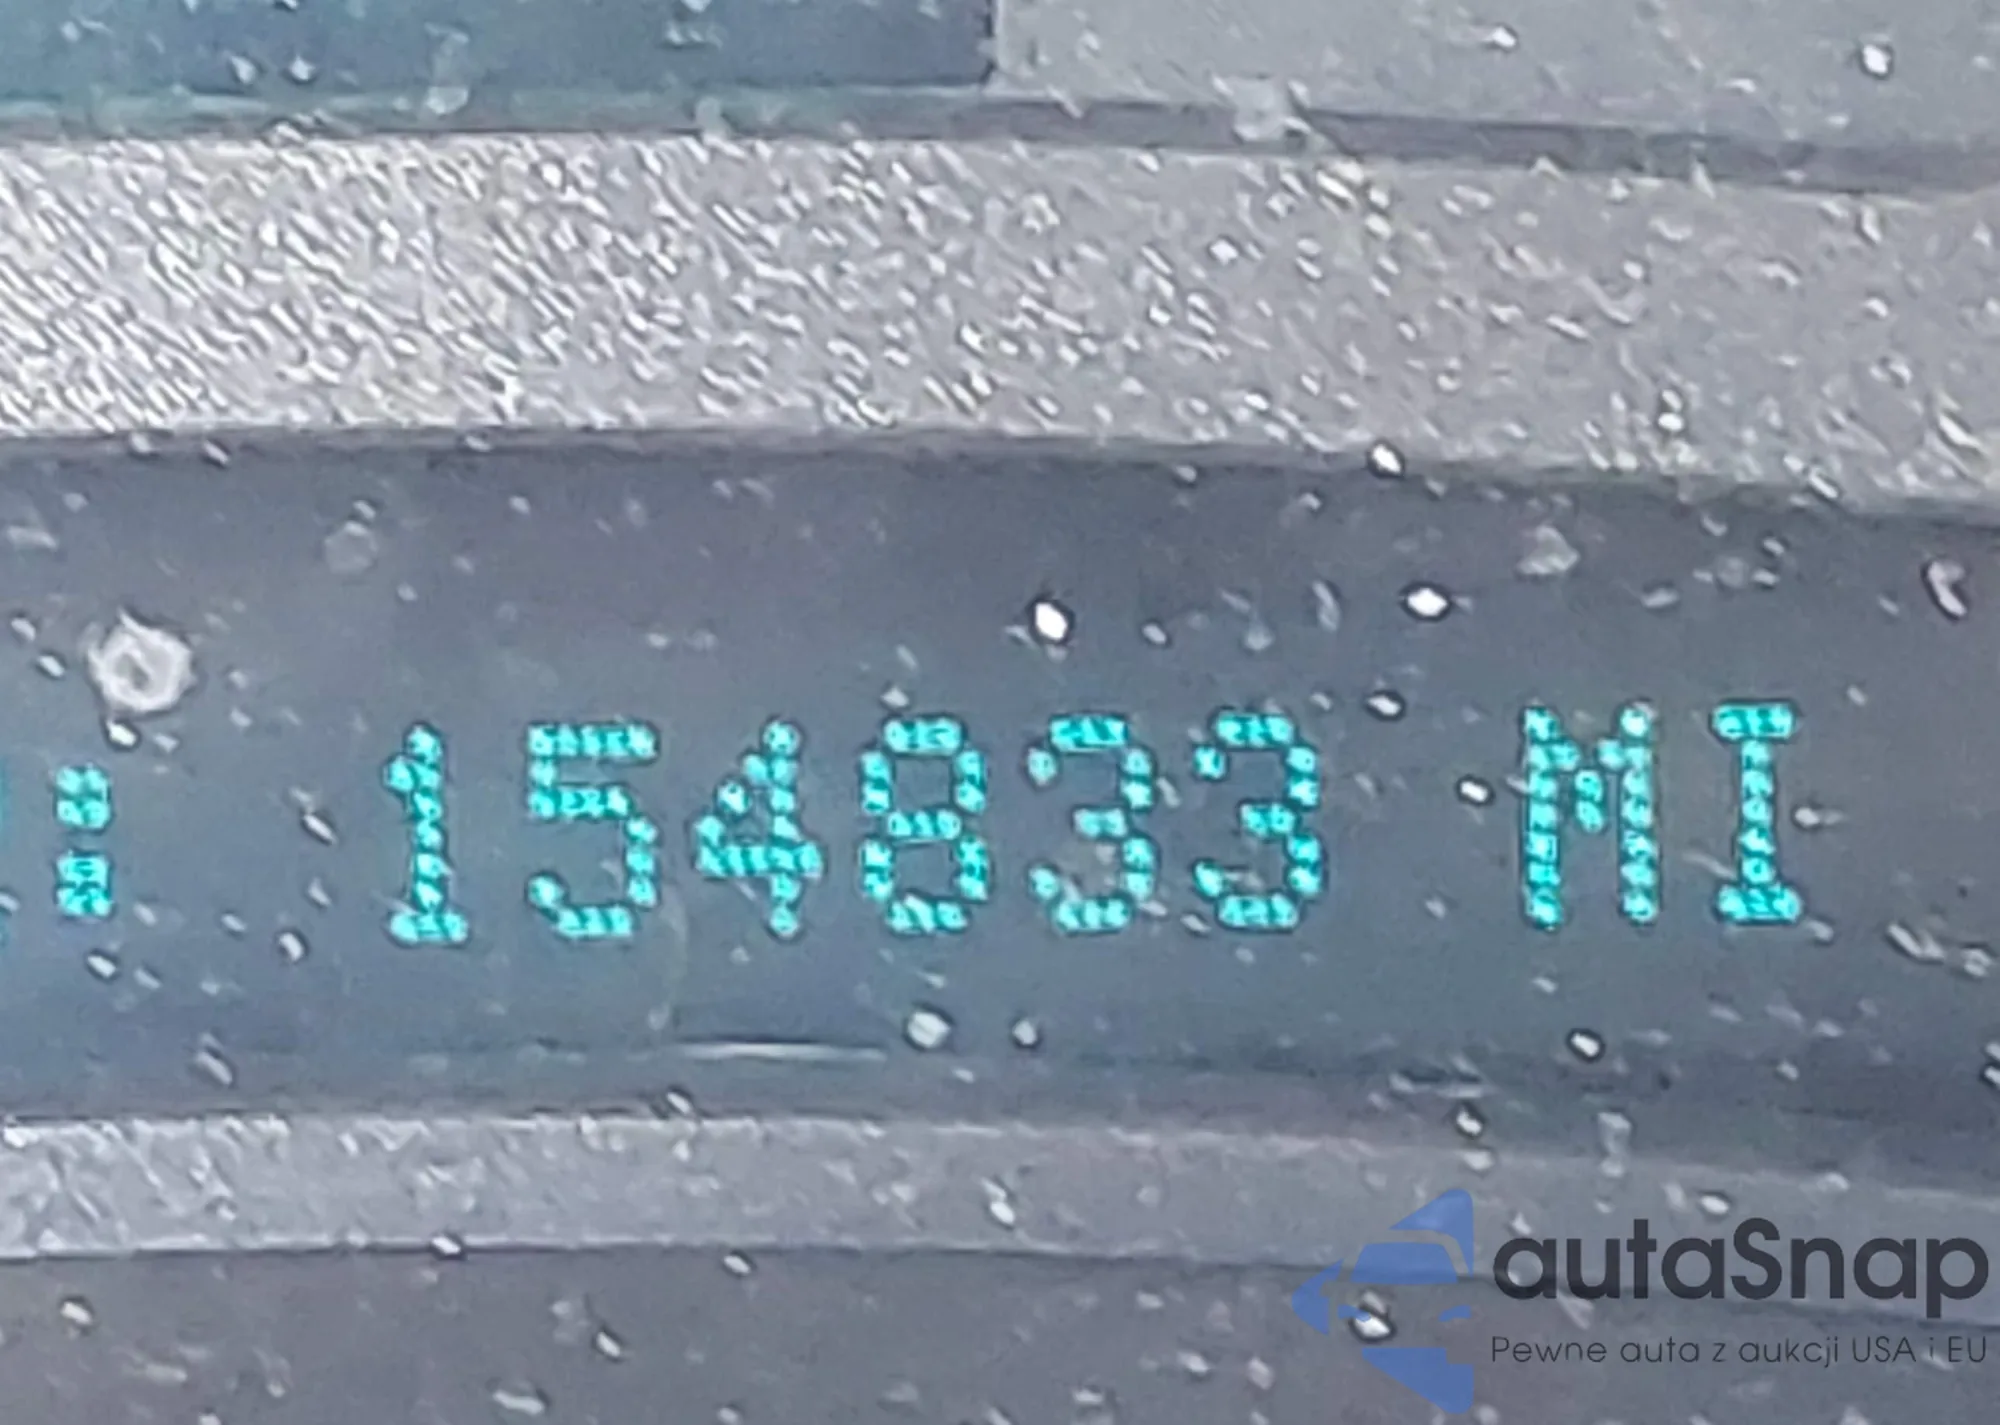 : 154833 MI
autaSnap
Pewne auta z aukcji USA i EU